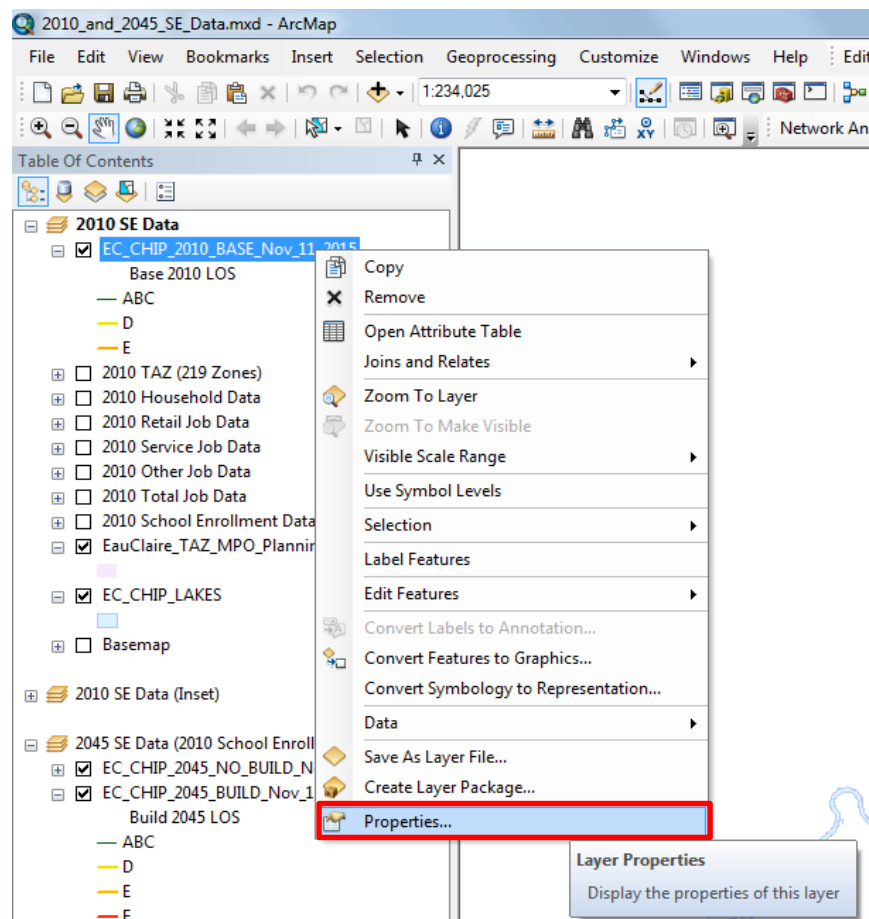 2010_and_2045_SE_Data.mxd - ArcMap
File Edit View Bookmarks Insert Selection Geoprocessing Customize Windows Help Edit
1:234,025
Network An
Table Of Contents
2010 SE Data
EC_CHIP_2010_BASE_Nov_11_2015
Base 2010 LOS
ABC
D
E
2010 TAZ (219 Zones)
2010 Household Data
2010 Retail Job Data
2010 Service Job Data
2010 Other Job Data
2010 Total Job Data
2010 School Enrollment Data
EauClaire_TAZ_MPO_Plannin
EC_CHIP_LAKES
Basemap
2010 SE Data (Inset)
2045 SE Data (2010 School Enroll
EC_CHIP_2045_NO_BUILD_N
EC_CHIP_2045_BUILD_Nov_1
Build 2045 LOS
ABC
D
E
F
Copy
Remove
Open Attribute Table
Joins and Relates
Zoom To Layer
Zoom To Make Visible
Visible Scale Range
Use Symbol Levels
Selection
Label Features
Edit Features
Convert Labels to Annotation...
Convert Features to Graphics...
Convert Symbology to Representation...
Data
Save As Layer File...
Create Layer Package...
Properties...
Layer Properties
Display the properties of this layer